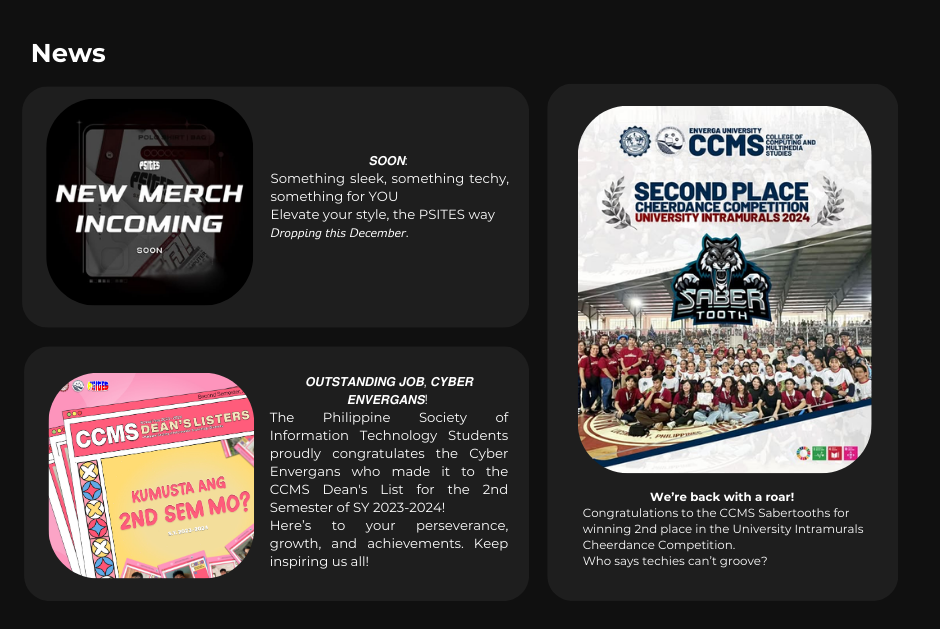 News
PSITES
NEW MERCH
INCOMING
SOON
SOON:
Something sleek, something techy,
something for YOU
Elevate your style, the PSITES way
Dropping this December.
PSITES
CCMS
DEAN'S LISTERS
KUMUSTA ANG
2ND SEM MO?
OUTSTANDING JOB, CYBER
ENVERGANS!
The Philippine Society of
Information Technology Students
proudly congratulates the Cyber
Envergans who made it to the
CCMS Dean's List for the 2nd
Semester of SY 2023-2024!
Here's to your perseverance,
growth, and achievements. Keep
inspiring us all!
ENVERGA UNIVERSITY
CCMS
COLLEGE OF
COMPUTING AND
MULTIMEDIA
STUDIES
SECOND PLACE
CHEERDANCE COMPETITION
UNIVERSITY INTRAMURALS 2024
SABER
TOOTH
We're back with a roar!
Congratulations to the CCMS Sabertooths for
winning 2nd place in the University Intramurals
Cheerdance Competition.
Who says techies can't groove?